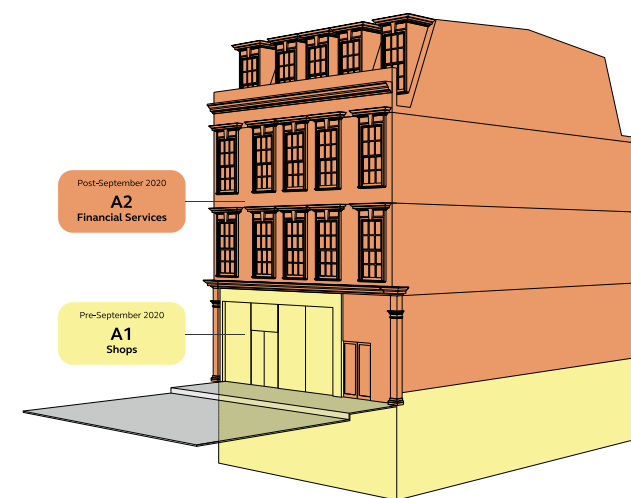 Post-September 2020
A2
Financial Services
Pre-September 2020
A1
Shops